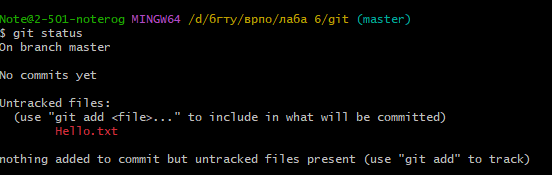 Note@2-501-noterog MINGW64 /d/бгту/врпо/лаба 6/git (master)
$ git status
On branch master
No commits yet
Untracked files:
(use "git add <file>..." to include in what will be committed)
Hello.txt
nothing added to commit but untracked files present (use "git add" to track)